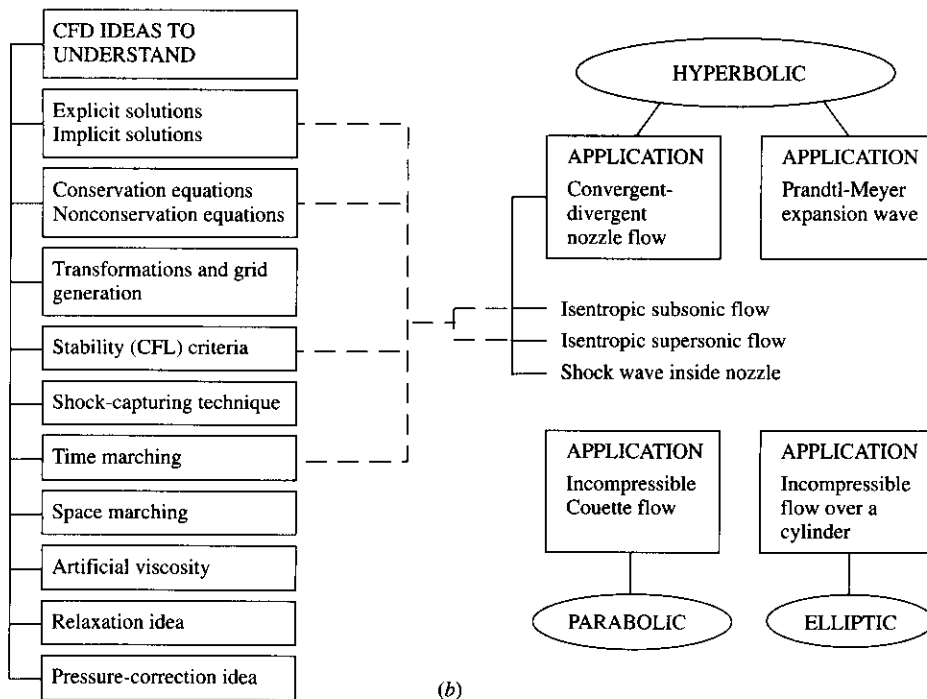 CFD IDEAS TO
UNDERSTAND
Explicit solutions
Implicit solutions
Conservation equations
Nonconservation equations
Transformations and grid
generation
Stability (CFL) criteria
Shock-capturing technique
Time marching
Space marching
Artificial viscosity
Relaxation idea
Pressure-correction idea
HYPERBOLIC
APPLICATION
Convergent-
divergent
nozzle flow
APPLICATION
Prandtl-Meyer
expansion wave
Isentropic subsonic flow
Isentropic supersonic flow
Shock wave inside nozzle
APPLICATION
Incompressible
Couette flow
APPLICATION
Incompressible
flow over a
cylinder
PARABOLIC
ELLIPTIC
(b)